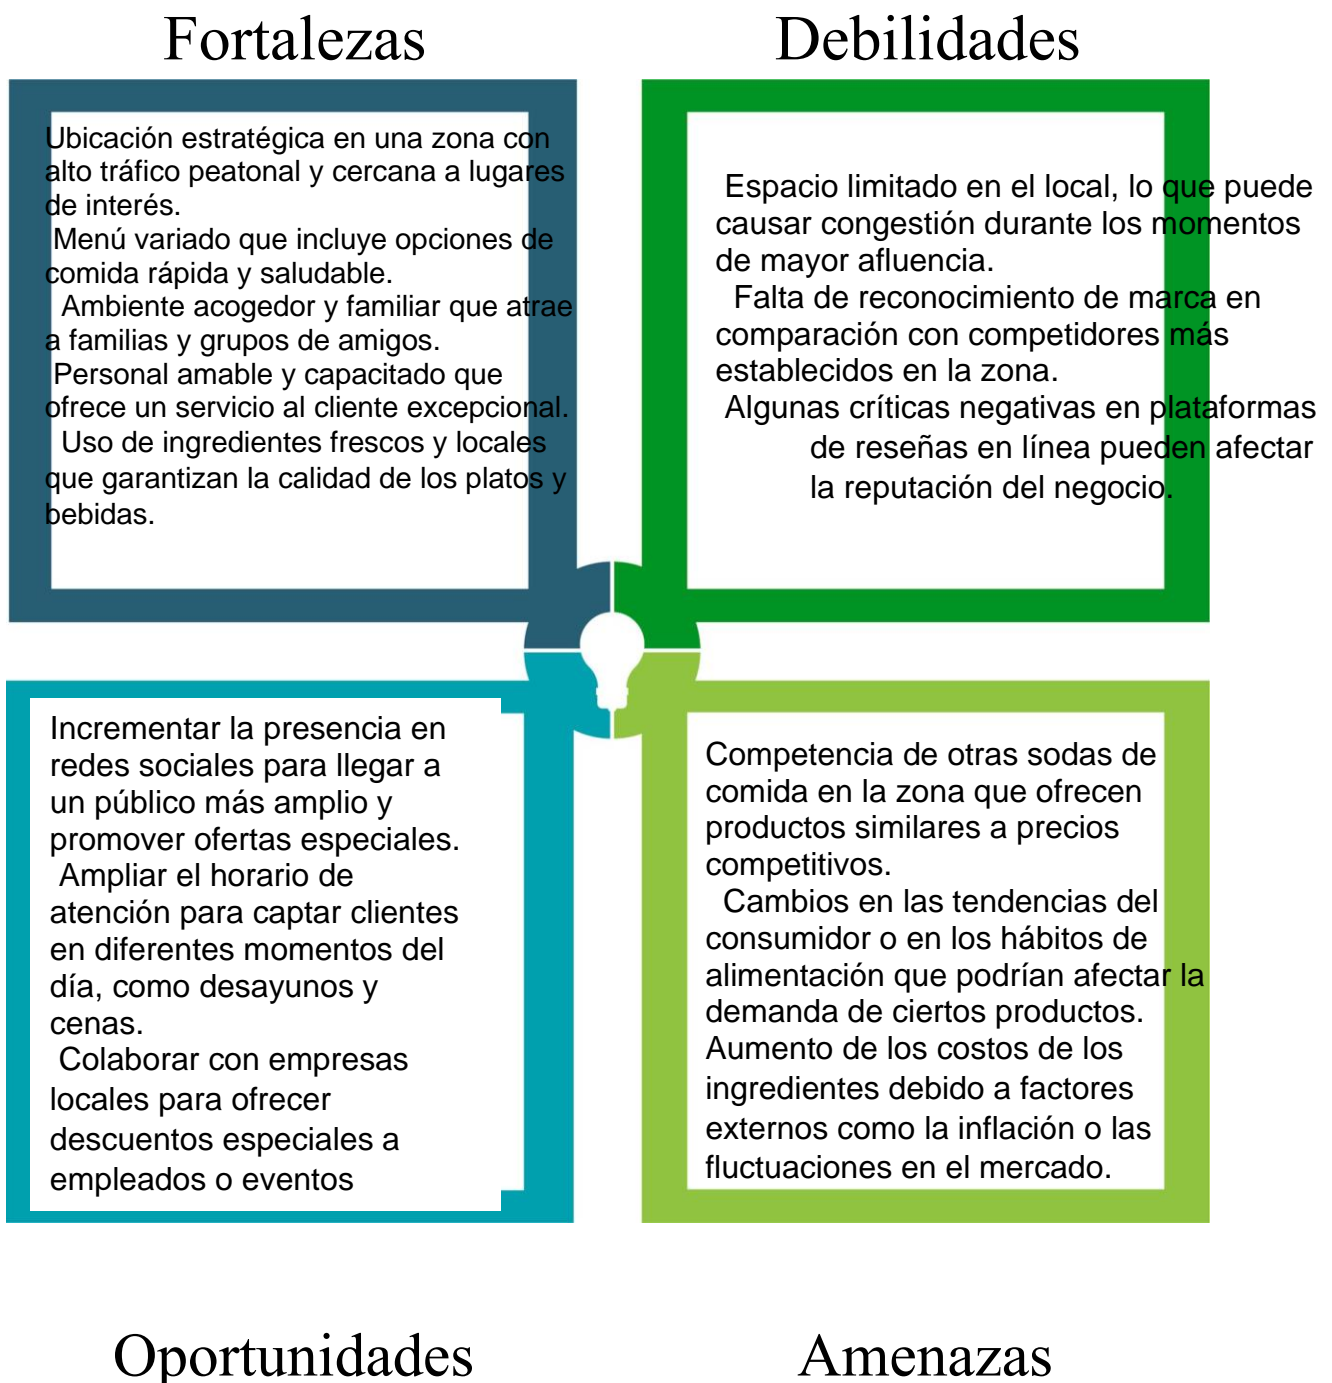 Fortalezas
Ubicación estratégica en una zona con
alto tráfico peatonal y cercana a lugares
de interés.
Menú variado que incluye opciones de
comida rápida y saludable.
Ambiente acogedor y familiar que atrae
a familias y grupos de amigos.
Personal amable y capacitado que
ofrece un servicio al cliente excepcional.
Uso de ingredientes frescos y locales
que garantizan la calidad de los platos y
bebidas.
Debilidades
Espacio limitado en el local, lo que puede
causar congestión durante los momentos
de mayor afluencia.
Falta de reconocimiento de marca en
comparación con competidores más
establecidos en la zona.
Algunas críticas negativas en plataformas
de reseñas en línea pueden afectar
la reputación del negocio.
Incrementar la presencia en
redes sociales para llegar a
un público más amplio y
promover ofertas especiales.
Ampliar el horario de
atención para captar clientes
en diferentes momentos del
día, como desayunos y
cenas.
Colaborar con empresas
locales para ofrecer
descuentos especiales a
empleados o eventos
Oportunidades
Competencia de otras sodas de
comida en la zona que ofrecen
productos similares a precios
competitivos.
Cambios en las tendencias del
consumidor o en los hábitos de
alimentación que podrían afectar la
demanda de ciertos productos.
Aumento de los costos de los
ingredientes debido a factores
externos como la inflación o las
fluctuaciones en el mercado.
Amenazas